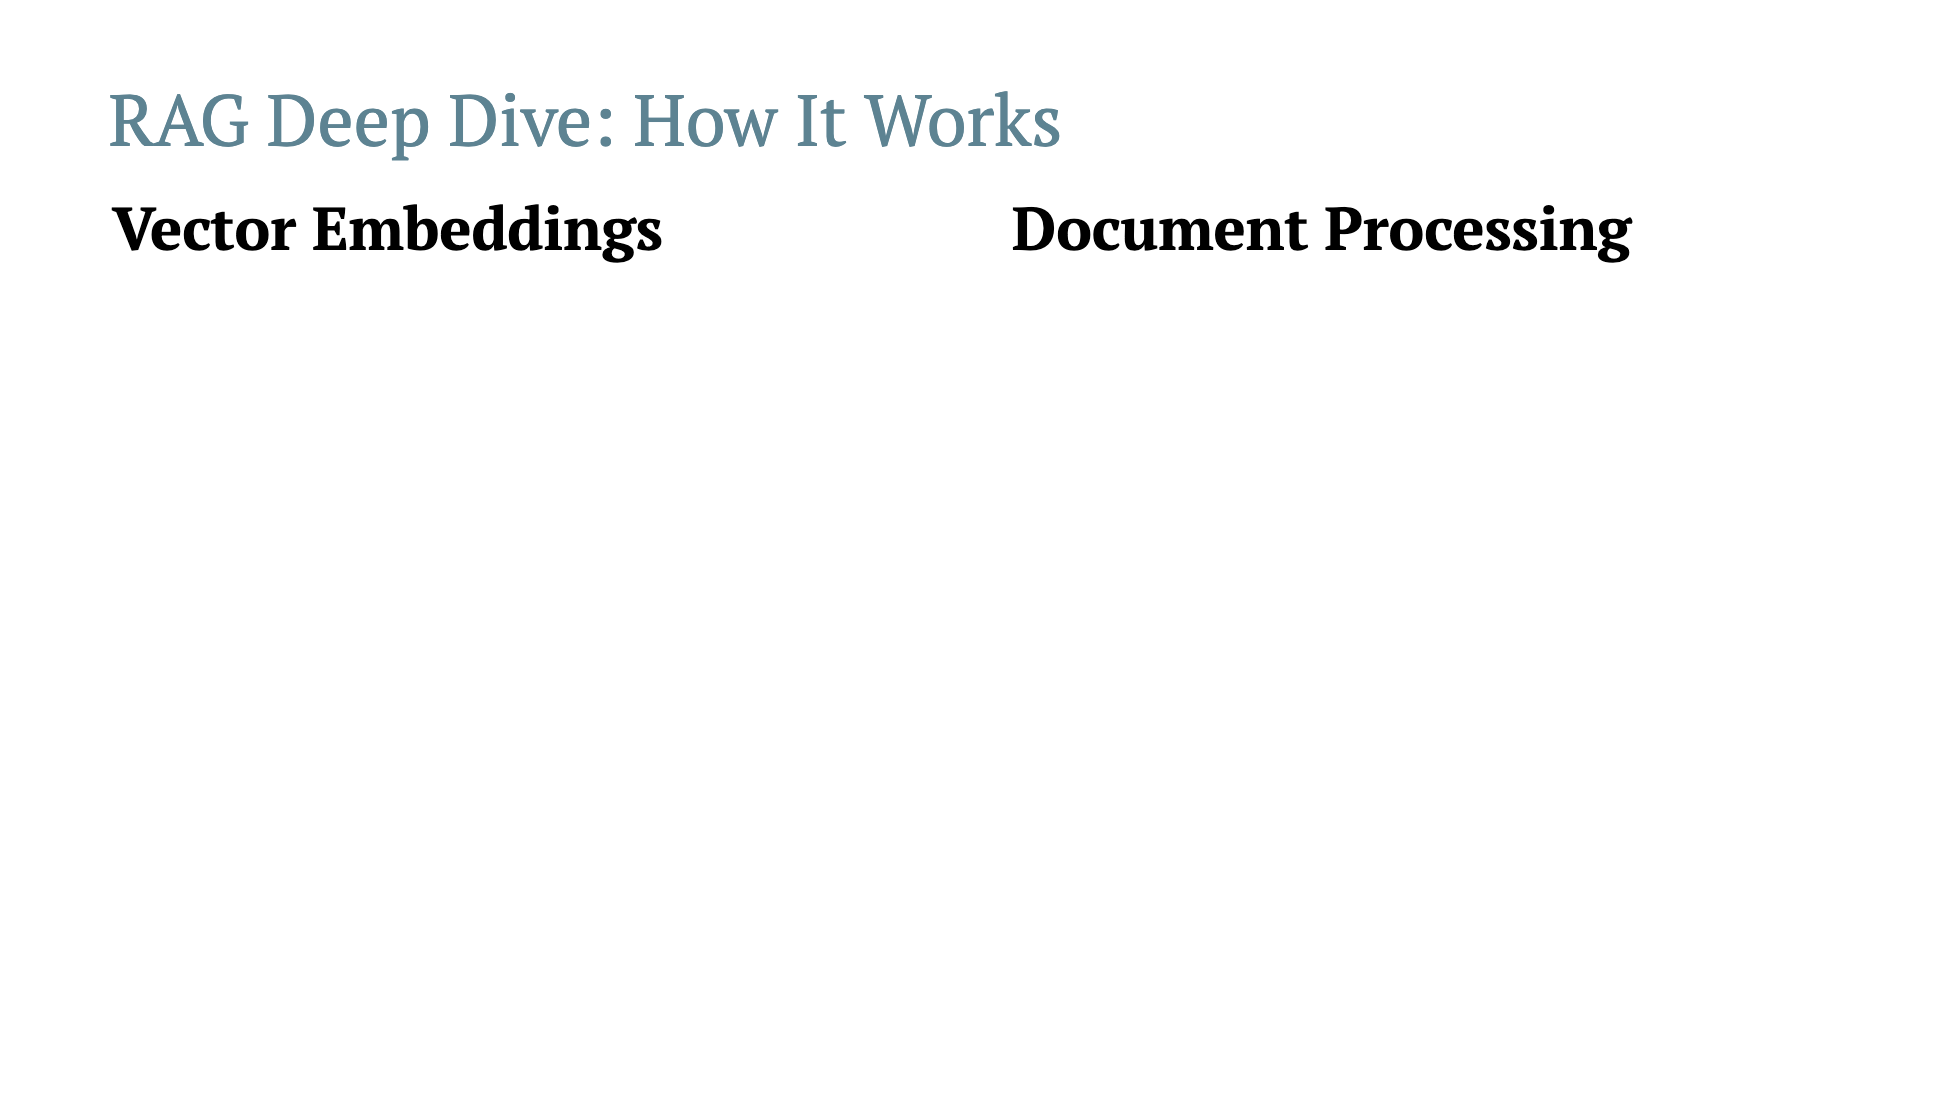 RAG Deep Dive: How It Works
Vector Embeddings
Document Processing